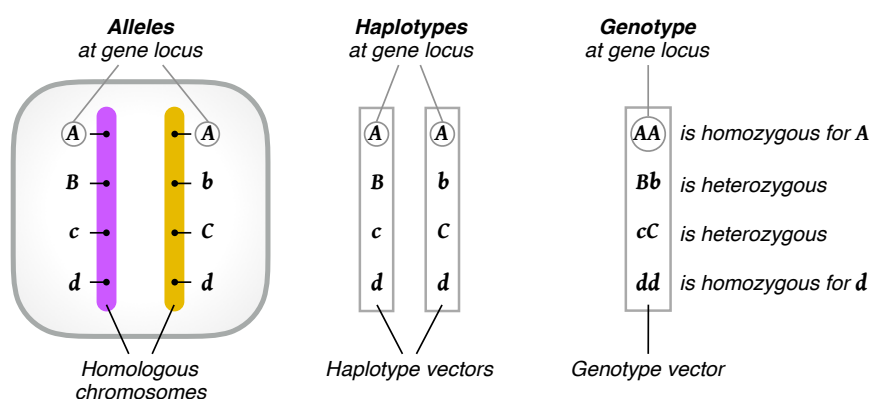 Alleles
at gene locus
A A
B b
c C
d d
Homologous
chromosomes
Haplotypes
at gene locus
A A
B b
c C
d d
Haplotype vectors
Genotype
at gene locus
AA is homozygous for A
Bb is heterozygous
cC is heterozygous
dd is homozygous for d
Genotype vector